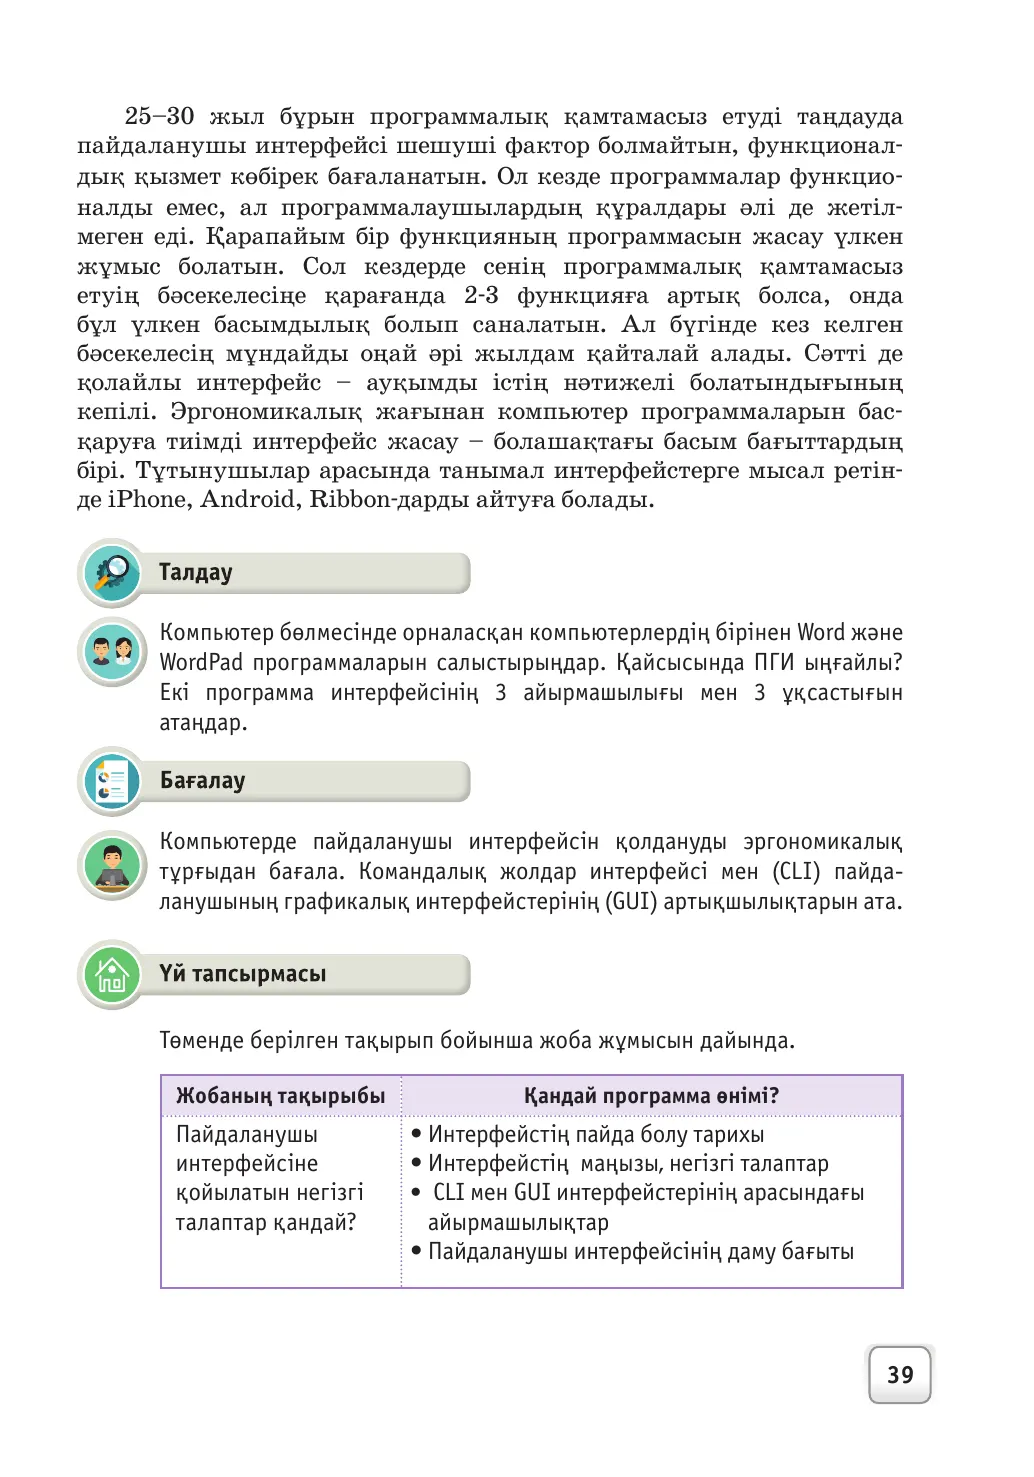 25–30 жыл бұрын программалық қамтамасыз етуді таңдауда
пайдаланушы интерфейсі шешуші фактор болмайтын, функционал-
дық қызмет көбірек бағаланатын. Ол кезде программалар функцио-
налды емес, ал программалаушылардың құралдары әлі де жетіл-
меген еді. Қарапайым бір функцияның программасын жасау үлкен
жұмыс болатын. Сол кездерде сенің программалық қамтамасыз
етуің бәсекелесіңе қарағанда 2-3 функцияға артық болса, онда
бұл үлкен басымдылық болып саналатын. Ал бүгінде кез келген
бәсекелесің мұндайды оңай әрі жылдам қайталай алады. Сәтті де
қолайлы интерфейс – ауқымды істің нәтижелі болатындығының
кепілі. Эргономикалық жағынан компьютер программаларын бас-
қаруға тиімді интерфейс жасау – болашақтағы басым бағыттардың
бірі. Тұтынушылар арасында танымал интерфейстерге мысал ретін-
де iPhone, Android, Ribbon-дарды айтуға болады.
Талдау
Компьютер бөлмесінде орналасқан компьютерлердің бірінен Word және
WordPad программаларын салыстырыңдар. Қайсысында ПГИ ыңғайлы?
Екі программа интерфейсінің 3 айырмашылығы мен 3 ұқсастығын
атаңдар.
Бағалау
Компьютерде пайдаланушы интерфейсін қолдануды эргономикалық
тұрғыдан бағала. Командалық жолдар интерфейсі мен (CLI) пайда-
ланушының графикалық интерфейстерінің (GUI) артықшылықтарын ата.
Үй тапсырмасы
Төменде берілген тақырып бойынша жоба жұмысын дайында.
Жобаның тақырыбы
Қандай программа өнімі?
Пайдаланушы
интерфейсіне
қойылатын негізгі
талаптар қандай?
• Интерфейстің пайда болу тарихы
• Интерфейстің маңызы, негізгі талаптар
• CLI мен GUI интерфейстерінің арасындағы
айырмашылықтар
• Пайдаланушы интерфейсінің даму бағыты
39